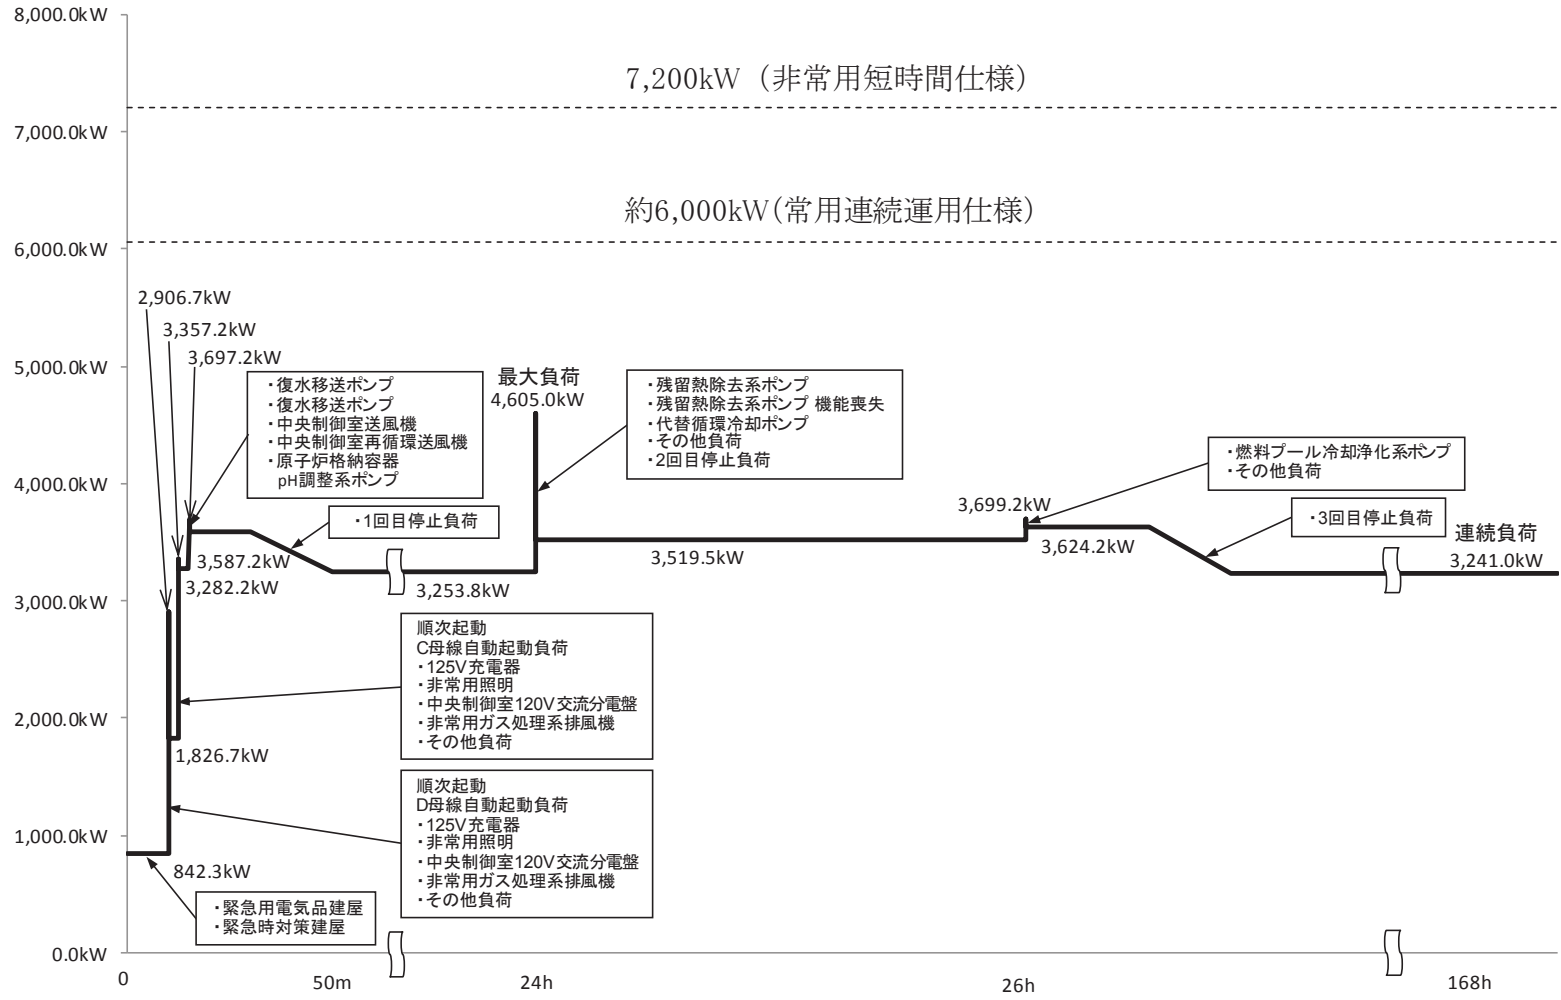 8,000.0kW
7,200kW（非常用短時間仕様）
7,000.0kW
約6,000kW（常用連続運用仕様）
6,000.0kW
2,906.7kW
3,357.2kW
3,697.2kW
5,000.0kW
・復水移送ポンプ
・復水移送ポンプ
・中央制御室送風機
・中央制御室再循環送風機
・原子炉格納容器
pH調整系ポンプ
最大負荷
4,605.0kW
・残留熱除去系ポンプ
・残留熱除去系ポンプ 機能喪失
・代替循環冷却ポンプ
・その他負荷
・2回目停止負荷
・燃料プール冷却浄化系ポンプ
・その他負荷
4,000.0kW
・1回目停止負荷
3,699.2kW
・3回目停止負荷
連続負荷
3,587.2kW
3,282.2kW
3,253.8kW
3,519.5kW
3,624.2kW
3,241.0kW
3,000.0kW
順次起動
C母線自動起動負荷
・125V充電器
・非常用照明
・中央制御室120V交流分電盤
・非常用ガス処理系排風機
・その他負荷
2,000.0kW
1,826.7kW
順次起動
D母線自動起動負荷
・125V充電器
・非常用照明
・中央制御室120V交流分電盤
・非常用ガス処理系排風機
・その他負荷
1,000.0kW
842.3kW
・緊急用電気品建屋
・緊急時対策建屋
0.0kW
0
50m
24h
26h
168h